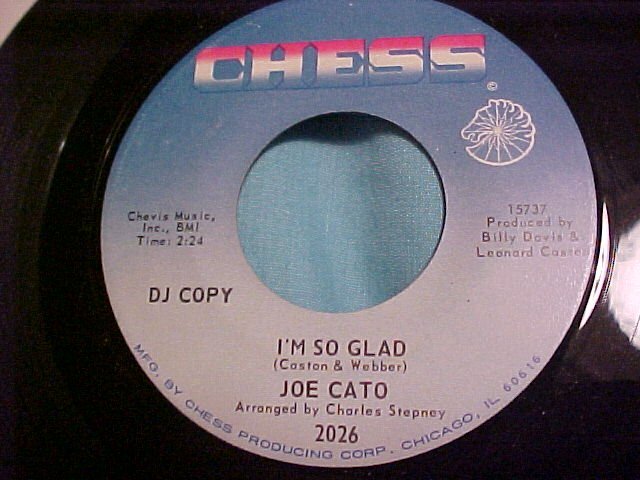 CHESS
©
Chevis Music,
Inc., BMI
Time: 2:24
15737
Produced by
Billy Davis &
Leonard Caston
DJ COPY
I'M SO GLAD
(Caston & Webber)
JOE CATO
Arranged by Charles Stepney
2026
MFG. BY CHESS PRODUCING CORP. CHICAGO, IL 60616